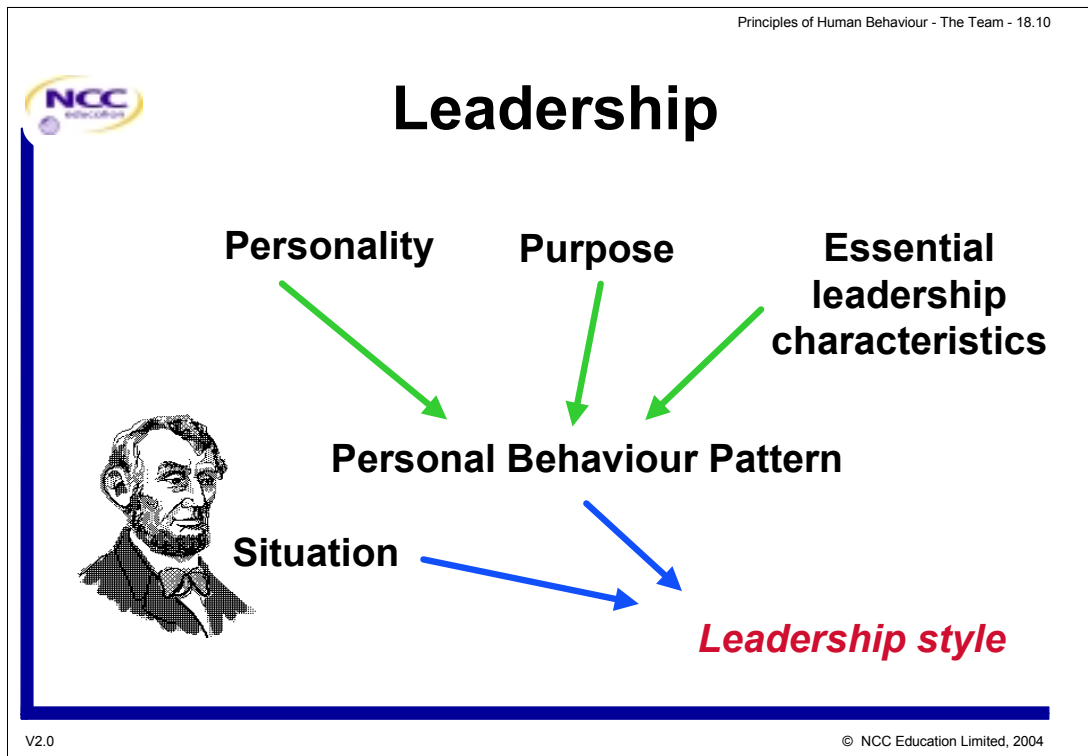 Principles of Human Behaviour - The Team - 18.10
NCC
education
Leadership
Personality
Purpose
Essential
leadership
characteristics
Personal Behaviour Pattern
Situation
Leadership style
V2.0
© NCC Education Limited, 2004